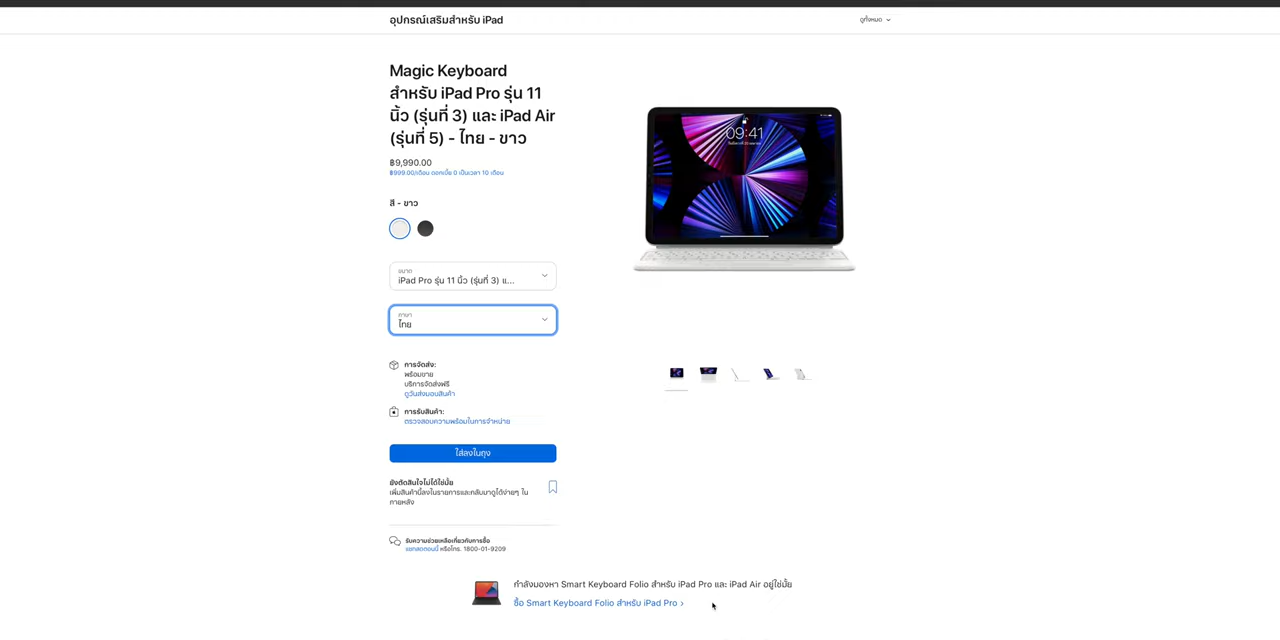 อุปกรณ์เสริมสำหรับ iPad
ดูทั้งหมด
Magic Keyboard
สำหรับ iPad Pro รุ่น 11
นิ้ว (รุ่นที่ 3) และ iPad Air
(รุ่นที่ 5) - ไทย - ขาว
฿9,990.00
฿999.00/เดือน ดอกเบี้ย 0 เป็นเวลา 10 เดือน
09:41
สี - ขาว
ขนาด
iPad Pro รุ่น 11 นิ้ว (รุ่นที่ 3) แ...
ภาษา
ไทย
การจัดส่ง:
พร้อมขาย
บริการจัดส่งฟรี
ดูวันส่งมอบสินค้า
การรับสินค้า:
ตรวจสอบความพร้อมในการจำหน่าย
ใส่ลงในถุง
ยังตัดสินใจไม่ได้ใช่มั้ย
เพิ่มสินค้านี้ลงในรายการและกลับมาดูได้ง่ายๆ ใน
ภายหลัง
รับความช่วยเหลือเกี่ยวกับการซื้อ
แชทสดตอนนี้ หรือโทร. 1800-01-9209
กำลังมองหา Smart Keyboard Folio สำหรับ iPad Pro และ iPad Air อยู่ใช่มั้ย
ซื้อ Smart Keyboard Folio สำหรับ iPad Pro ›